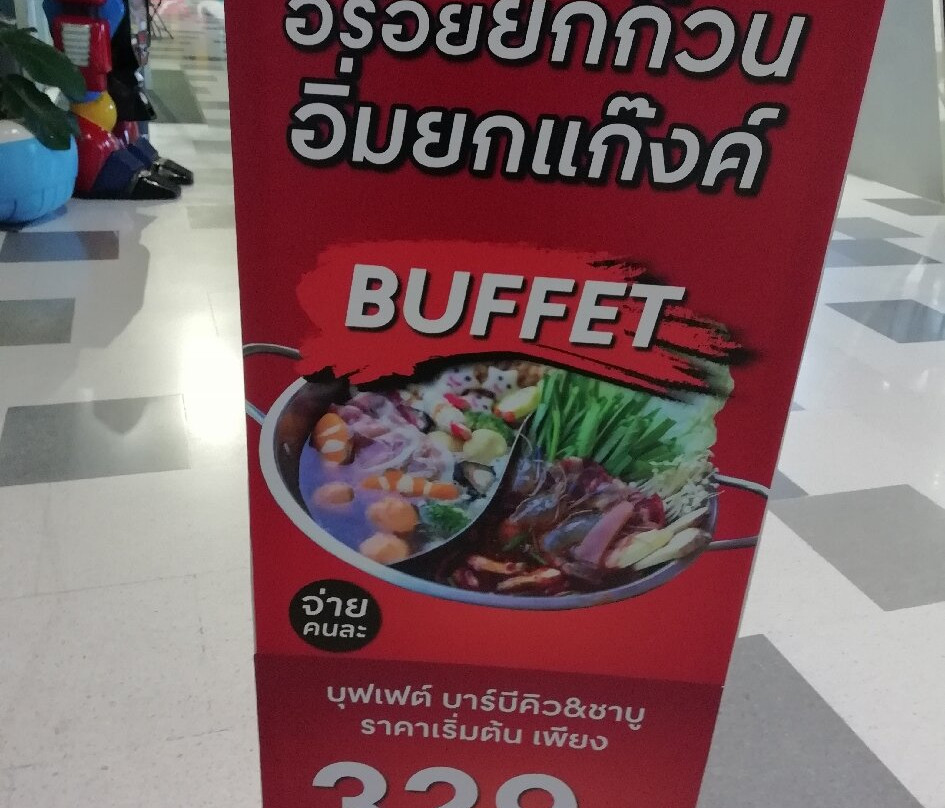 อร่อยยกก๊วน
อิ่มยกแก๊งค์
BUFFET
จ่าย
คนละ
บุฟเฟต์ บาร์บีคิว&ชาบู
ราคาเริ่มต้น เพียง